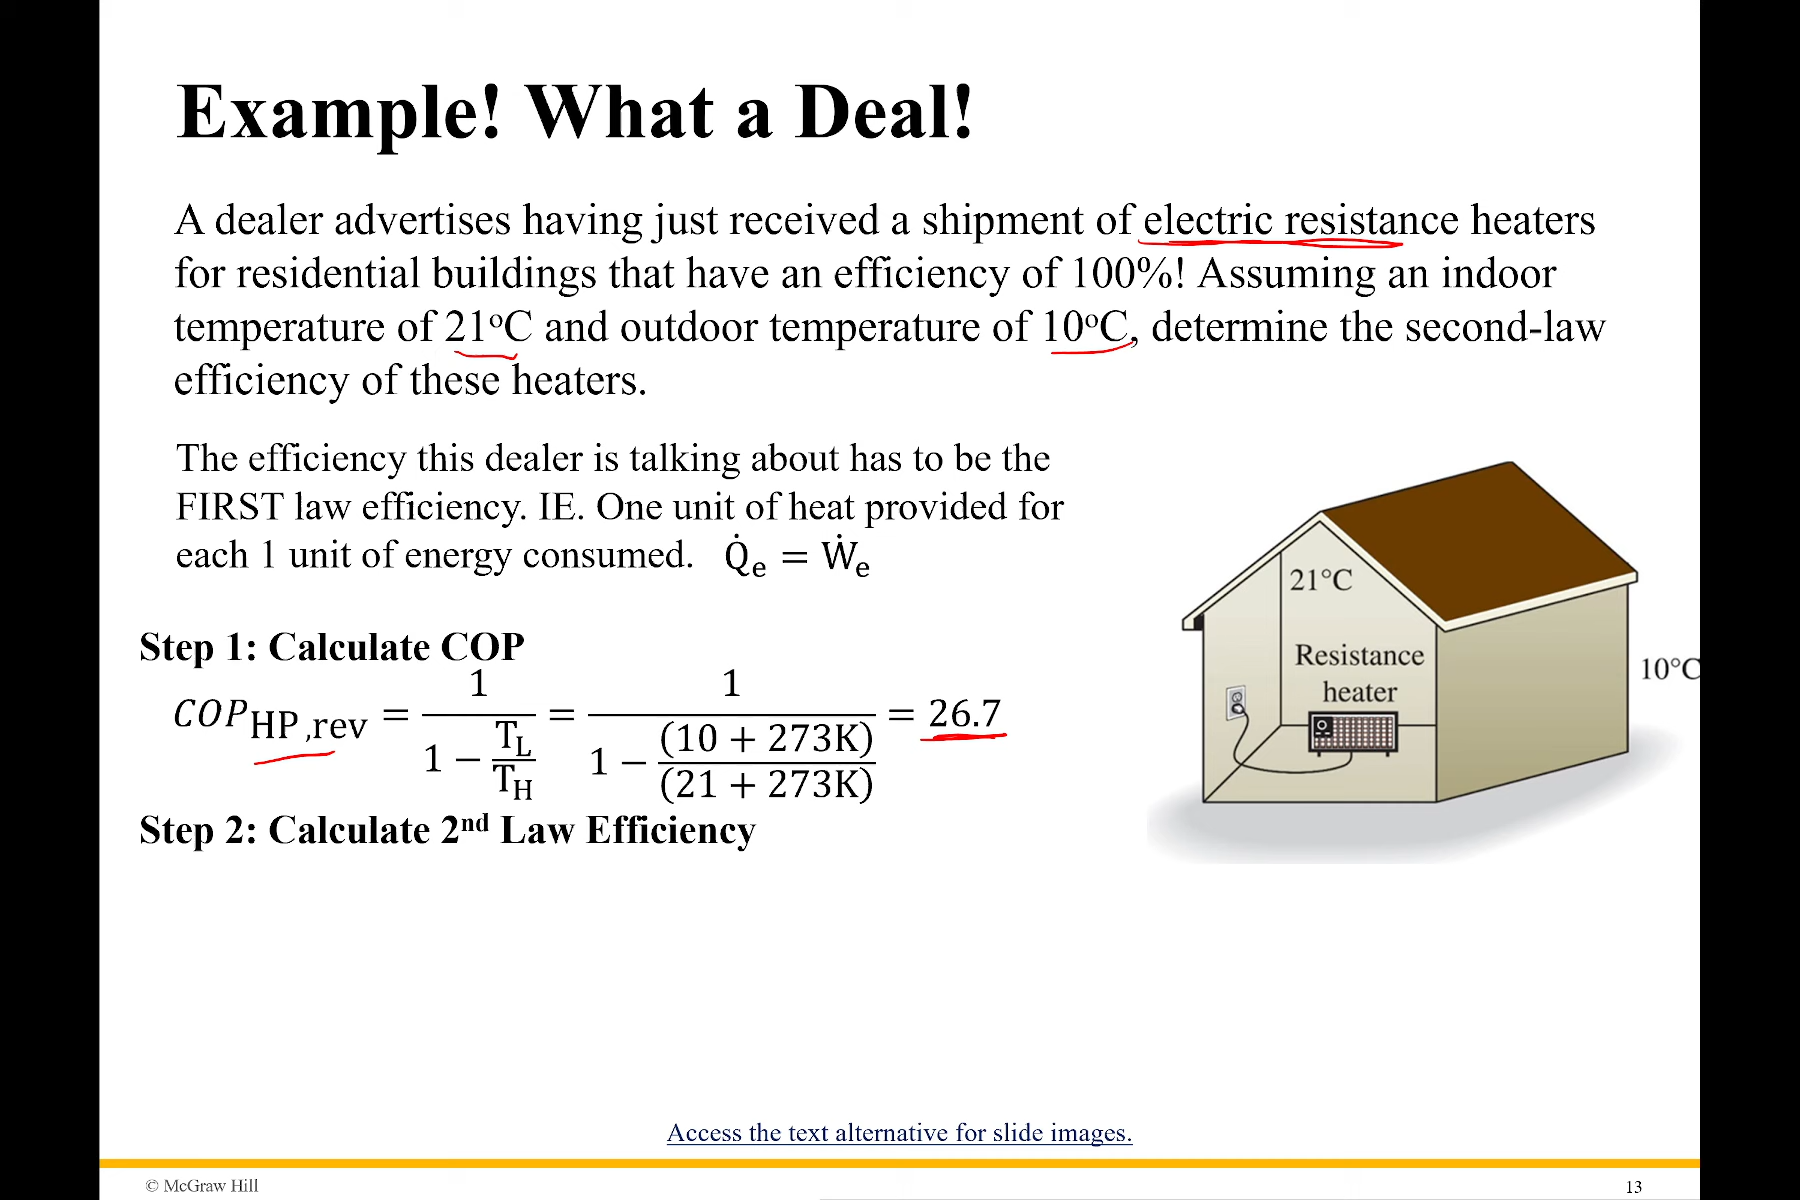 Example! What a Deal!
A dealer advertises having just received a shipment of electric resistance heaters
for residential buildings that have an efficiency of 100%! Assuming an indoor
temperature of 21°C and outdoor temperature of 10°C, determine the second-law
efficiency of these heaters.
The efficiency this dealer is talking about has to be the
FIRST law efficiency. IE. One unit of heat provided for
each 1 unit of energy consumed. Q̇ₑ = Ẇₑ
Step 1: Calculate COP
COP_HP,rev = 1 / (1 − T_L/T_H) = 1 / (1 − (10 + 273K)/(21 + 273K)) = 26.7
Step 2: Calculate 2nd Law Efficiency
21°C
Resistance
heater
10°C
Access the text alternative for slide images.
© McGraw Hill
13